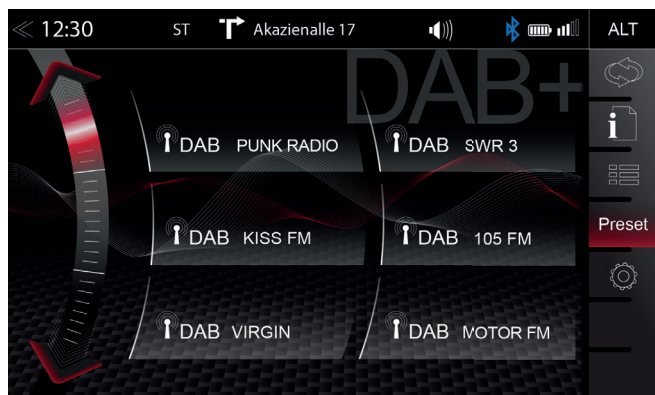 12:30 ST Akazienalle 17 ALT
DAB+
DAB PUNK RADIO DAB SWR 3
Preset
DAB KISS FM DAB 105 FM
DAB VIRGIN DAB MOTOR FM